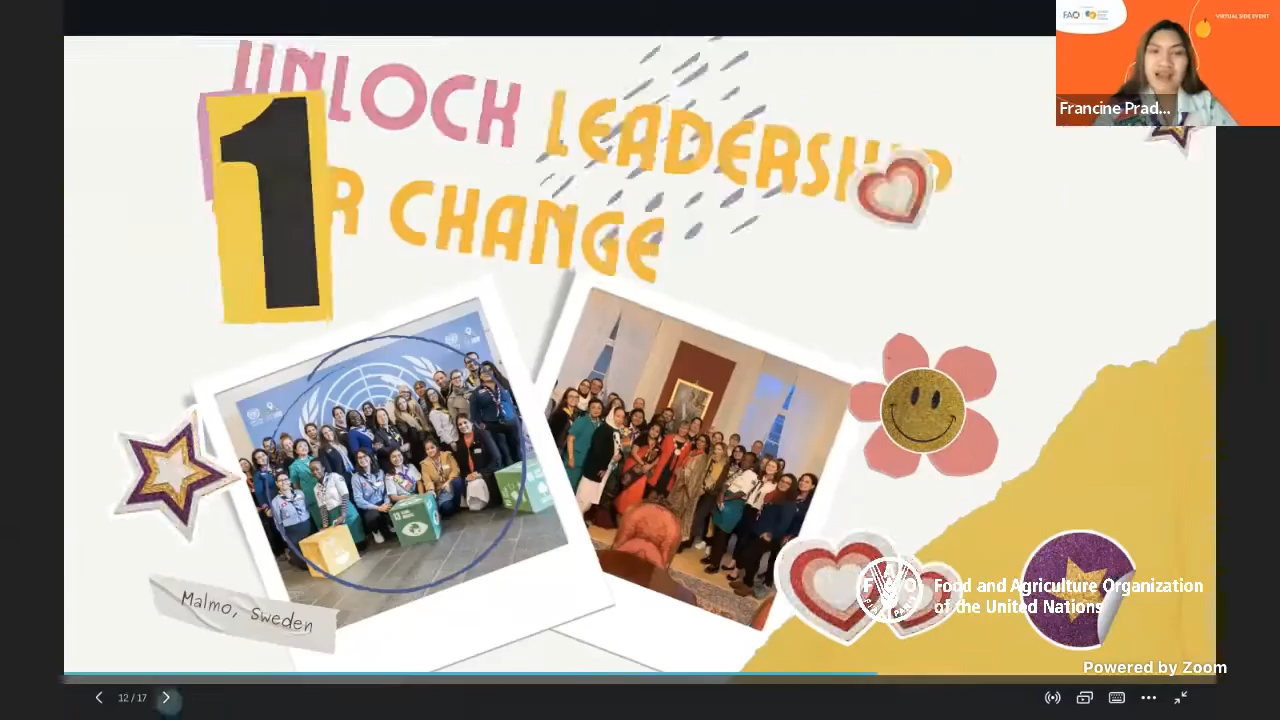 UNLOCK LEADERSHIP
R CHANGE
1
Malmo, Sweden
FAO
VIRTUAL SIDE EVENT
Francine Prad...
Food and Agriculture Organization
of the United Nations
Powered by Zoom
12 / 17